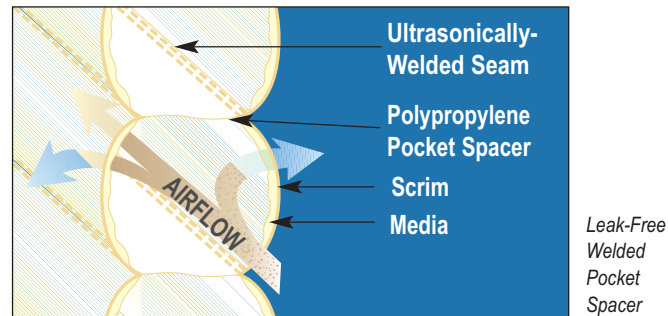 Ultrasonically-
Welded Seam
Polypropylene
Pocket Spacer
Scrim
Media
AIRFLOW
Leak-Free
Welded
Pocket
Spacer